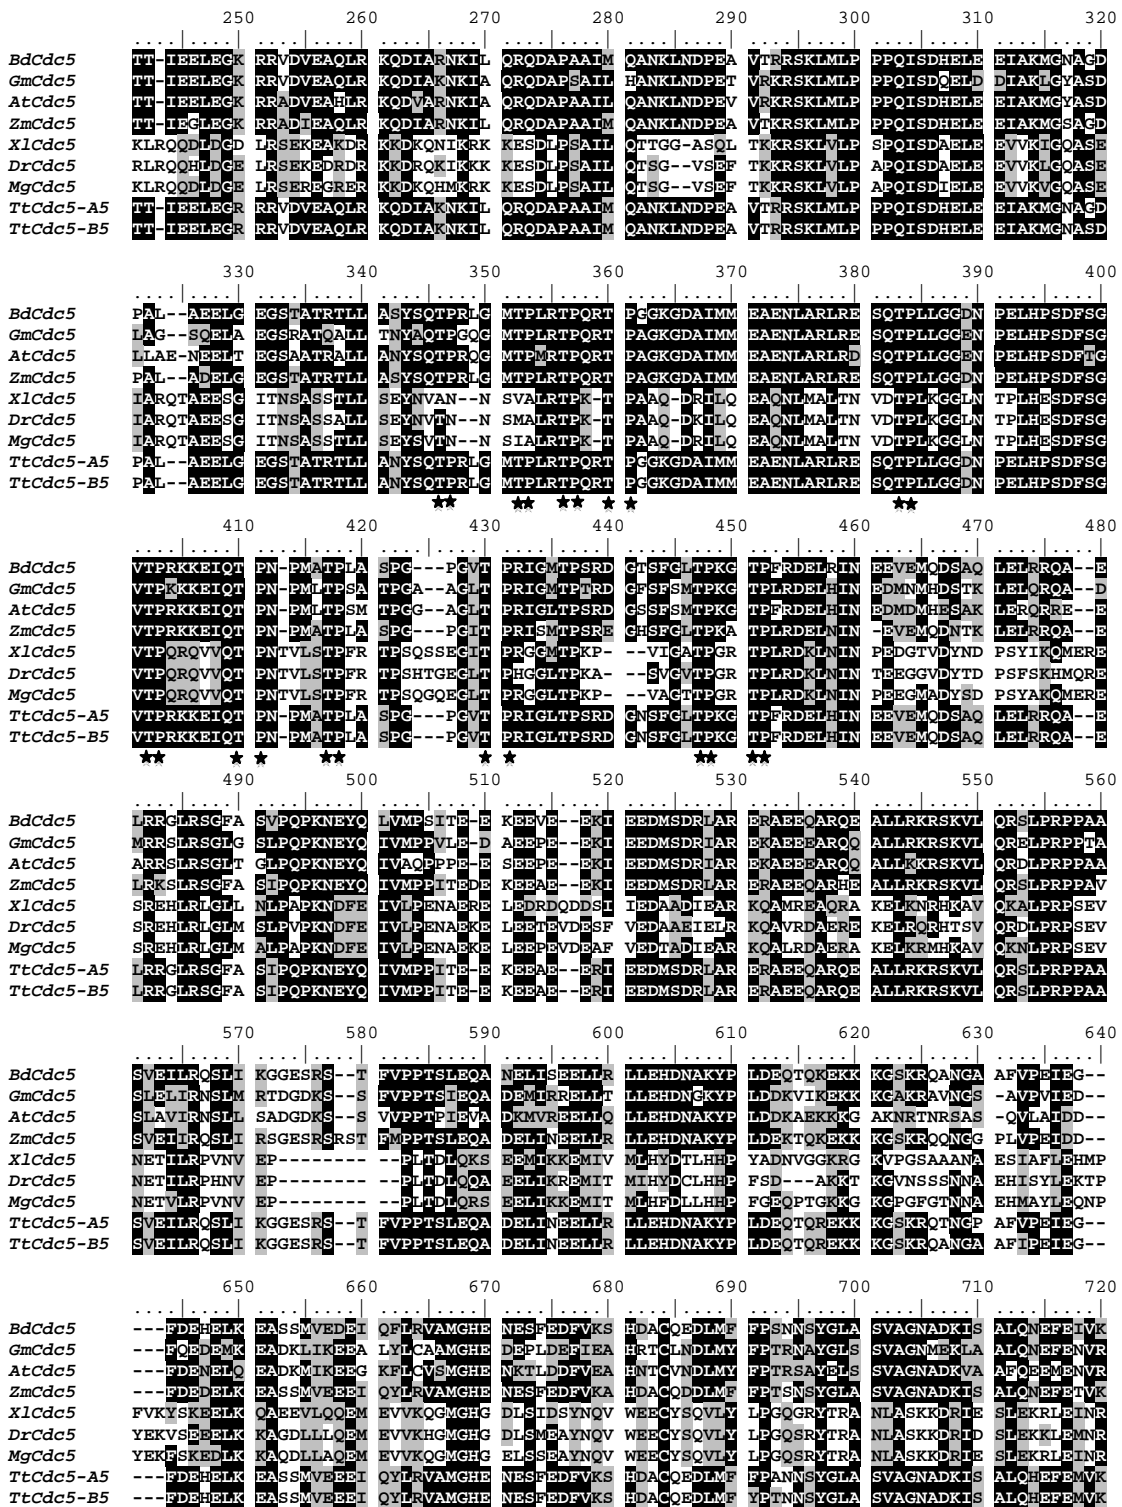 250 260 270 280 290 300 310 320
BdCdc5 TT-IEELEGK RRVDVEAQLR KQDIARNKIL QRQDAPAAIM QANKLNDPEA VTRRSKLMLP PPQISDHELE EIAKMGNAGD
GmCdc5 TT-IEELEGK RRVDVEAQLR KQDIARNKIA QRQDAPSAIL HANKLNDPET VRKRSKLMLP PPQISDQELD DIAKLGYASD
AtCdc5 TT-IEELEGK RRADVEAHLR KQDVARNKIA QRQDAPAAIL QANKLNDPEV VRKRSKLMLP PPQISDHELE EIAKMGYASD
ZmCdc5 TT-IEGLEGK RRADIEAQLR KQDIARNKIL QRQDAPAAIM QANKLNDPEA VTKRSKLMLP PPQISDHELE EIAKMGSAGD
XlCdc5 KLRQQDLDGD LRSEKEAKDR KKDKQNIKRK KESDLPSAIL QTTGG-ASQL TKKRSKLVLP APQISDAELE EVVKIGQASE
DrCdc5 RLRQQHLDGE LRSEKEDRDR KKDKQHIKRK KESDLPSAIL QTSG--VSEF TKKRSKLVLP APQISDAELE EVVKLGQASE
MgCdc5 KLRQQDLDGE LRSEREGRER KKDKQHMKRK KESDLPSAIL QTSG--VSEF TKKRSKLVLP APQISDIELE EVVKVGQASE
TtCdc5-A5 TT-IEELEGR RRVDVEAQLR KQDIAKNKIL QRQDAPAAIM QANKLNDPEA VTRRSKLMLP PPQISDHELE EIAKMGNAGD
TtCdc5-B5 TT-IEELEGR RRVDVEAQLR KQDIAKNKIL QRQDAPAAIM QANKLNDPEA VTRRSKLMLP PPQISDHELE EIAKMGNASD
330 340 350 360 370 380 390 400
BdCdc5 PAL--AEELG EGSTATRTLL ASYSQTPRLG MTPLRTPQRT PGGKGDAIMM EAENLARLRE SQTPLLGGDN PELHPSDFSG
GmCdc5 LAG--SQELA EGSRATQALL TNYAQTPGQG MTPLRTPQRT PAGKGDAIMM EAENLARLRE SQTPLLGGEN PELHPSDFSG
AtCdc5 LLAE-NEELT EGSAATRALL ANYSQTPRQG MTPMRTPQRT PAGKGDAIMM EAENLARLRD SQTPLLGGEN PELHPSDFTG
ZmCdc5 PAL--ADELG EGSTATRTLL ASYSQTPRLG MTPLRTPQRT PAGKGDAIMM EAENLARLRE SQTPLLGGDN PELHPSDFSG
XlCdc5 IARQTAEESG ITNSASSTLL SEYNVAN--N SVALRTPK-T PAAQ-DRILQ EAQNLMALTN VDTPLKGGLN TPLHESDFSG
DrCdc5 IARQTAEESG ITNSASSALL SEYNVTN--N SMALRTPK-T PAAQ-DKILQ EAQNLMALTN VDTPLKGGLN TPLHESDFSG
MgCdc5 IARQTAEESG ITNSASSTLL SEYSVTN--N SIALRTPK-T PAAQ-DRILQ EAQNLMALTN VDTPLKGGLN TPLHESDFSG
TtCdc5-A5 PAL--AEELG EGSTATRTLL ANYSQTPRLG MTPLRTPQRT PGGKGDAIMM EAENLARLRE SQTPLLGGDN PELHPSDFSG
TtCdc5-B5 PAL--AEELG EGSTATRTLL ANYSQTPRLG MTPLRTPQRT PGGKGDAIMM EAENLARLRE SQTPLLGGDN PELHPSDFSG
410 420 430 440 450 460 470 480
BdCdc5 VTPRKKEIQT PN-PMATPLA SPG---PGVT PRIGMTPSRD GTSFGLTPKG TPFRDELRIN EEVEMQDSAQ LELRRQA--E
GmCdc5 VTPKKKEIQT PN-PMLTPSA TPGA--AGLT PRIGMTPTRD GFSFSMTPKG TPLRDELHIN EDMNMHDSTK LELQRQA--D
AtCdc5 VTPRKKEIQT PN-PMLTPSM TPGG--AGLT PRIGLTPSRD GSSFSMTPKG TPFRDELHIN EDMDMHESAK LERQRRE--E
ZmCdc5 VTPRKKEIQT PN-PMATPLA SPG---PGIT PRISMTPSRE GHSFGLTPKA TPLRDELNIN -EVEMQDNTK LELRRQA--E
XlCdc5 VTPQRQVVQT PNTVLSTPFR TPSQSSEGIT PRGGMTPKP- --VIGATPGR TPLRDKLNIN PEDGTVDYND PSYIKQMERE
DrCdc5 VTPQRQVVQT PNTVLSTPFR TPSHTGEGLT PHGGLTPKA- --SVGVTPGR TPLRDKLNIN TEEGGVDYTD PSFSKHMQRE
MgCdc5 VTPQRQVVQT PNTVLSTPFR TPSQGQEGLT PRGGLTPKP- --VAGTTPGR TPLRDKLNIN PEEGMADYSD PSYAKQMERE
TtCdc5-A5 VTPRKKEIQT PN-PMATPLA SPG---PGVT PRIGLTPSRD GNSFGLTPKG TPFRDELHIN EEVEMQDSAQ LELRRQA--E
TtCdc5-B5 VTPRKKEIQT PN-PMATPLA SPG---PGVT PRIGLTPSRD GNSFGLTPKG TPFRDELHIN EEVEMQDSAQ LELRRQA--E
490 500 510 520 530 540 550 560
BdCdc5 LRRGLRSGFA SVPQPKNEYQ LVMPSITE-E KEEVE--EKI EEDMSDRLAR ERAEEQARQE ALLRKRSKVL QRSLPRPPAA
GmCdc5 MRRSLRSGLG SLPQPKNEYQ IVMPPVLE-D AEEPE--EKI EEDMSDRIAR EKAEEEARQQ ALLRKRSKVL QRELPRPPTA
AtCdc5 ARRSLRSGLT GLPQPKNEYQ IVAQPPPE-E SEEPE--EKI EEDMSDRIAR EKAEEEARQQ ALLKKRSKVL QRDLPRPPAA
ZmCdc5 LRKSLRSGFA SIPQPKNEYQ IVMPPITEDE KEEAE--EKI EEDMSDRLAR ERAEEQARHE ALLRKRSKVL QRSLPRPPAV
XlCdc5 SREHLRLGLL NLPAPKNDFE IVLPENAERE LEDRDQDDSI IEDAADIEAR KQAMREAQRA KELKNRHKAV QKALPRPSEV
DrCdc5 SREHLRLGLM SLPVPKNDFE IVLPENAEKE LEETEVDESF VEDAAEIELR KQAVRDAERE KELRQRHTSV QRDLPRPSEV
MgCdc5 SREHLRLGLM ALPAPKNDFE IVLPENAEKE LEEPEVDEAF VEDTADIEAR KQALRDAERA KELKRMHKAV QKNLPRPSEV
TtCdc5-A5 LRRGLRSGFA SIPQPKNEYQ IVMPPITE-E KEEAE--ERI EEDMSDRLAR ERAEEQARQE ALLRKRSKVL QRSLPRPPAA
TtCdc5-B5 LRRGLRSGFA SIPQPKNEYQ IVMPPITE-E KEEAE--ERI EEDMSDRLAR ERAEEQARQE ALLRKRSKVL QRSLPRPPAA
570 580 590 600 610 620 630 640
BdCdc5 SVEILRQSLI KGGESRS--T FVPPTSLEQA NELISEELLR LLEHDNAKYP LDEQTQKEKK KGSKRQANGA AFVPEIEG--
GmCdc5 SLELIRNSLM RTDGDKS--S FVPPTSIEQA DEMIRRELLT LLEHDNGKYP LDDKVIKEKK KGAKRAVNGS -AVPVIED--
AtCdc5 SLAVIRNSLL SADGDKS--S VVPPTPIEVA DKMVREELLQ LLEHDNAKYP LDDKAEKKKG AKNRTNRSAS -QVLAIDD--
ZmCdc5 SVEIIRQSLI RSGESRSRST FMPPTSLEQA DELINEELLR LLEHDNAKYP LDEKTQKEKK KGSKRQQNGG PLVPEIDD--
XlCdc5 NETILRPVNV EP-------- --PLTDLQKS EEMIKKEMIV MLHYDTLHHP YADNVGGKRG KVPGSAAANA ESIAFLEHMP
DrCdc5 NETILRPHNV EP-------- --PLTDLQQA EELIKREMIT MIHYDCLHHP FSD---AKKT KGVNSSSNNA EHISYLEKTP
MgCdc5 NETVLRPVNV EP-------- --PLTDLQRS EELIKKEMIT MLHFDLLHHP FGEQPTGKKG KGPGFGTNNA EHMAYLEQNP
TtCdc5-A5 SVEILRQSLI KGGESRS--T FVPPTSLEQA DELINEELLR LLEHDNAKYP LDEQTQREKK KGSKRQTNGP AFVPEIEG--
TtCdc5-B5 SVEILRQSLI KGGESRS--T FVPPTSLEQA DELINEELLR LLEHDNAKYP LDEQTQREKK KGSKRQANGA AFIPEIEG--
650 660 670 680 690 700 710 720
BdCdc5 ---FDEHELK EASSMVEDEI QFLRVAMGHE NESFEDFVKS HDACQEDLMF FPSNNSYGLA SVAGNADKIS ALQNEFEIVK
GmCdc5 ---FQEDEMK EADKLIKEEA LYLCAAMGHE DEPLDEFIEA HRTCLNDLMY FPTRNAYGLS SVAGNMEKLA ALQNEFENVR
AtCdc5 ---FDENELQ EADKMIKEEG KFLCVSMGHE NKTLDDFVEA HNTCVNDLMY FPTRSAYELS SVAGNADKVA AFQEEMENVR
ZmCdc5 ---FDEDELK EASSMVEEEI QYLRVAMGHE NESFEDFVKA HDACQDDLMF FPTSNSYGLA SVAGNADKIS ALQNEFETVK
XlCdc5 FVKYSKEELK QAEEVLQQEM EVVKQGMGHG DLSIDSYNQV WEECYSQVLY LPGQGRYTRA NLASKKDRIE SLEKRLEINR
DrCdc5 YEKVSEEELK KAGDLLLQEM EVVKHGMGHG DLSMEAYNQV WEECYSQVLY LPGQSRYTRA NLASKKDRID SLEKKLEMNR
MgCdc5 YEKFSKEDLK KAQDLLAQEM EVVKQGMGHG ELSSEAYNQV WEECYSQVLY LPGQSRYTRA NLASKKDRIE SLEKRLEINR
TtCdc5-A5 ---FDEHELK EASSMVEEEI QYLRVAMGHE NESFEDFVKS HDACQEDLMF FPANNSYGLA SVAGNADKIS ALQHEFEMVK
TtCdc5-B5 ---FDEHELK EASSMVEEEI QYLRVAMGHE NESFEDFVKS HDACQEDLMF YPTNNSYGLA SVAGNADKIS ALQHEFEMVK